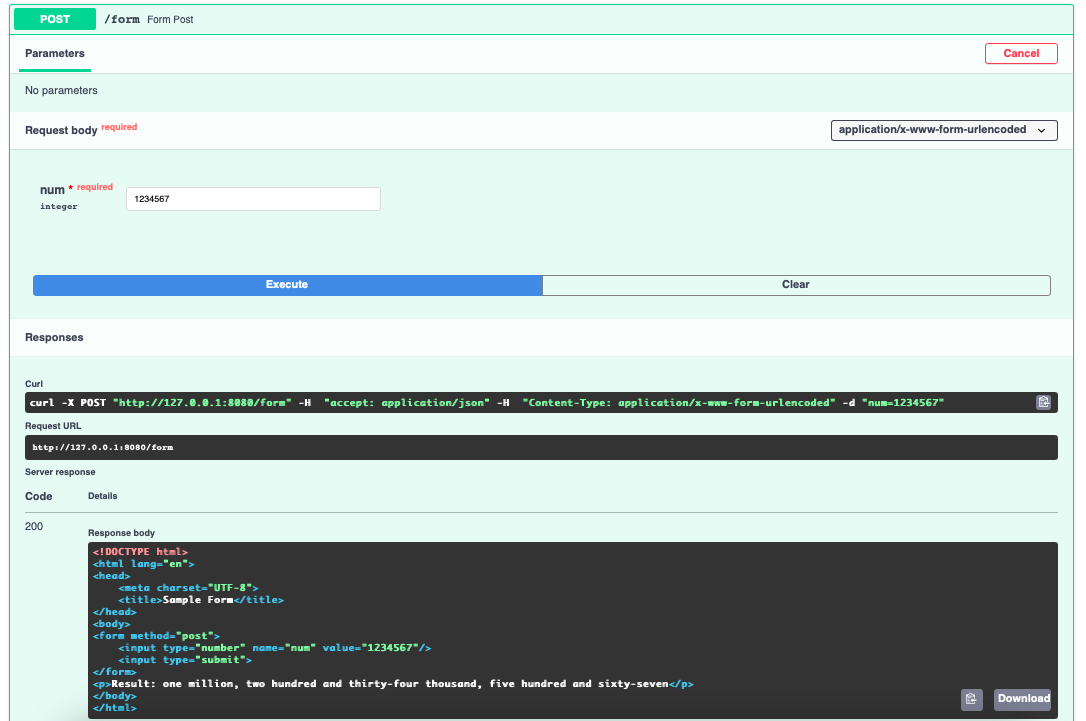 POST /form Form Post
Parameters
Cancel
No parameters
Request body required
application/x-www-form-urlencoded
num * required
integer
1234567
Execute
Clear
Responses
Curl
curl -X POST "http://127.0.0.1:8080/form" -H  "accept: application/json" -H  "Content-Type: application/x-www-form-urlencoded" -d "num=1234567"
Request URL
http://127.0.0.1:8080/form
Server response
Code Details
200
Response body
<!DOCTYPE html>
<html lang="en">
<head>
    <meta charset="UTF-8">
    <title>Sample Form</title>
</head>
<body>
<form method="post">
    <input type="number" name="num" value="1234567"/>
    <input type="submit">
</form>
<p>Result: one million, two hundred and thirty-four thousand, five hundred and sixty-seven</p>
</body>
</html>
Download